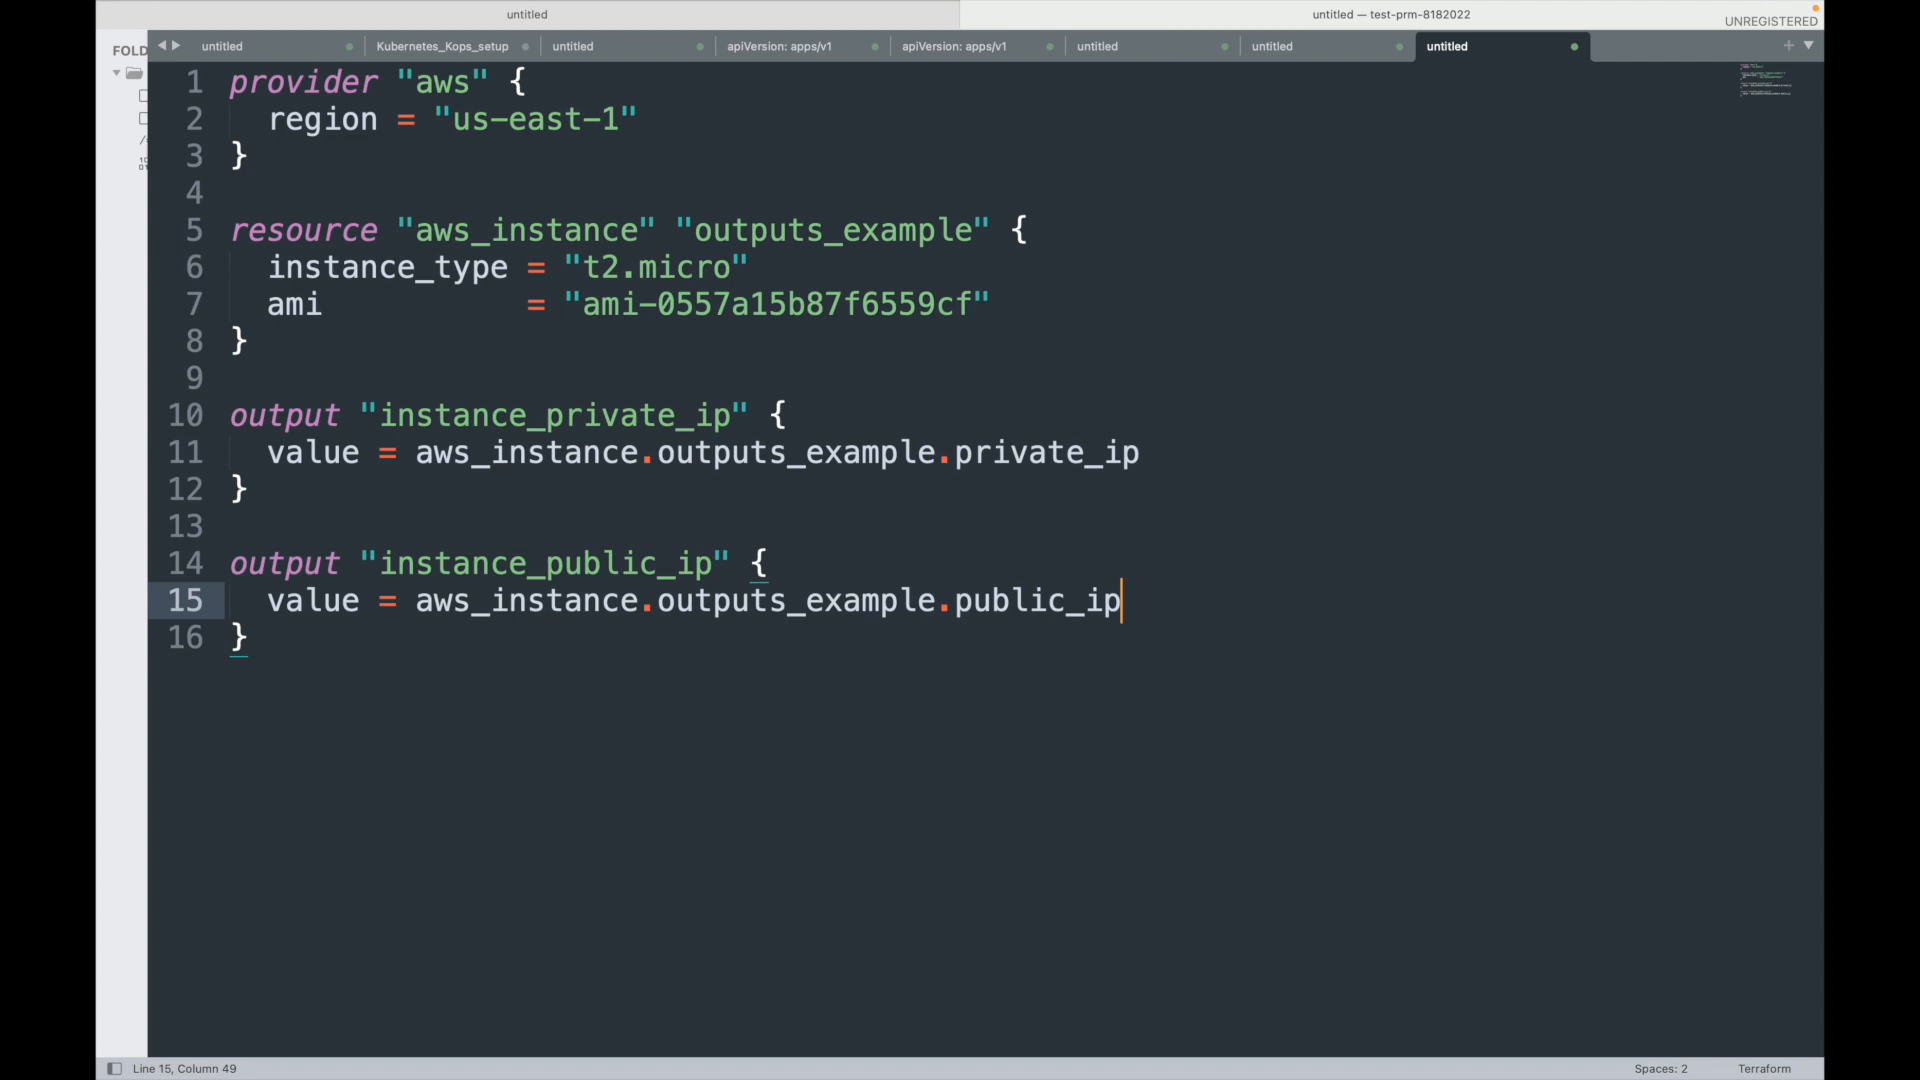 untitled
untitled — test-prm-8182022
UNREGISTERED
FOLD
untitled
Kubernetes_Kops_setup
untitled
apiVersion: apps/v1
apiVersion: apps/v1
untitled
untitled
untitled
1 provider "aws" {
2 region = "us-east-1"
3 }
4
5 resource "aws_instance" "outputs_example" {
6 instance_type = "t2.micro"
7 ami = "ami-0557a15b87f6559cf"
8 }
9
10 output "instance_private_ip" {
11 value = aws_instance.outputs_example.private_ip
12 }
13
14 output "instance_public_ip" {
15 value = aws_instance.outputs_example.public_ip
16 }
Line 15, Column 49
Spaces: 2
Terraform